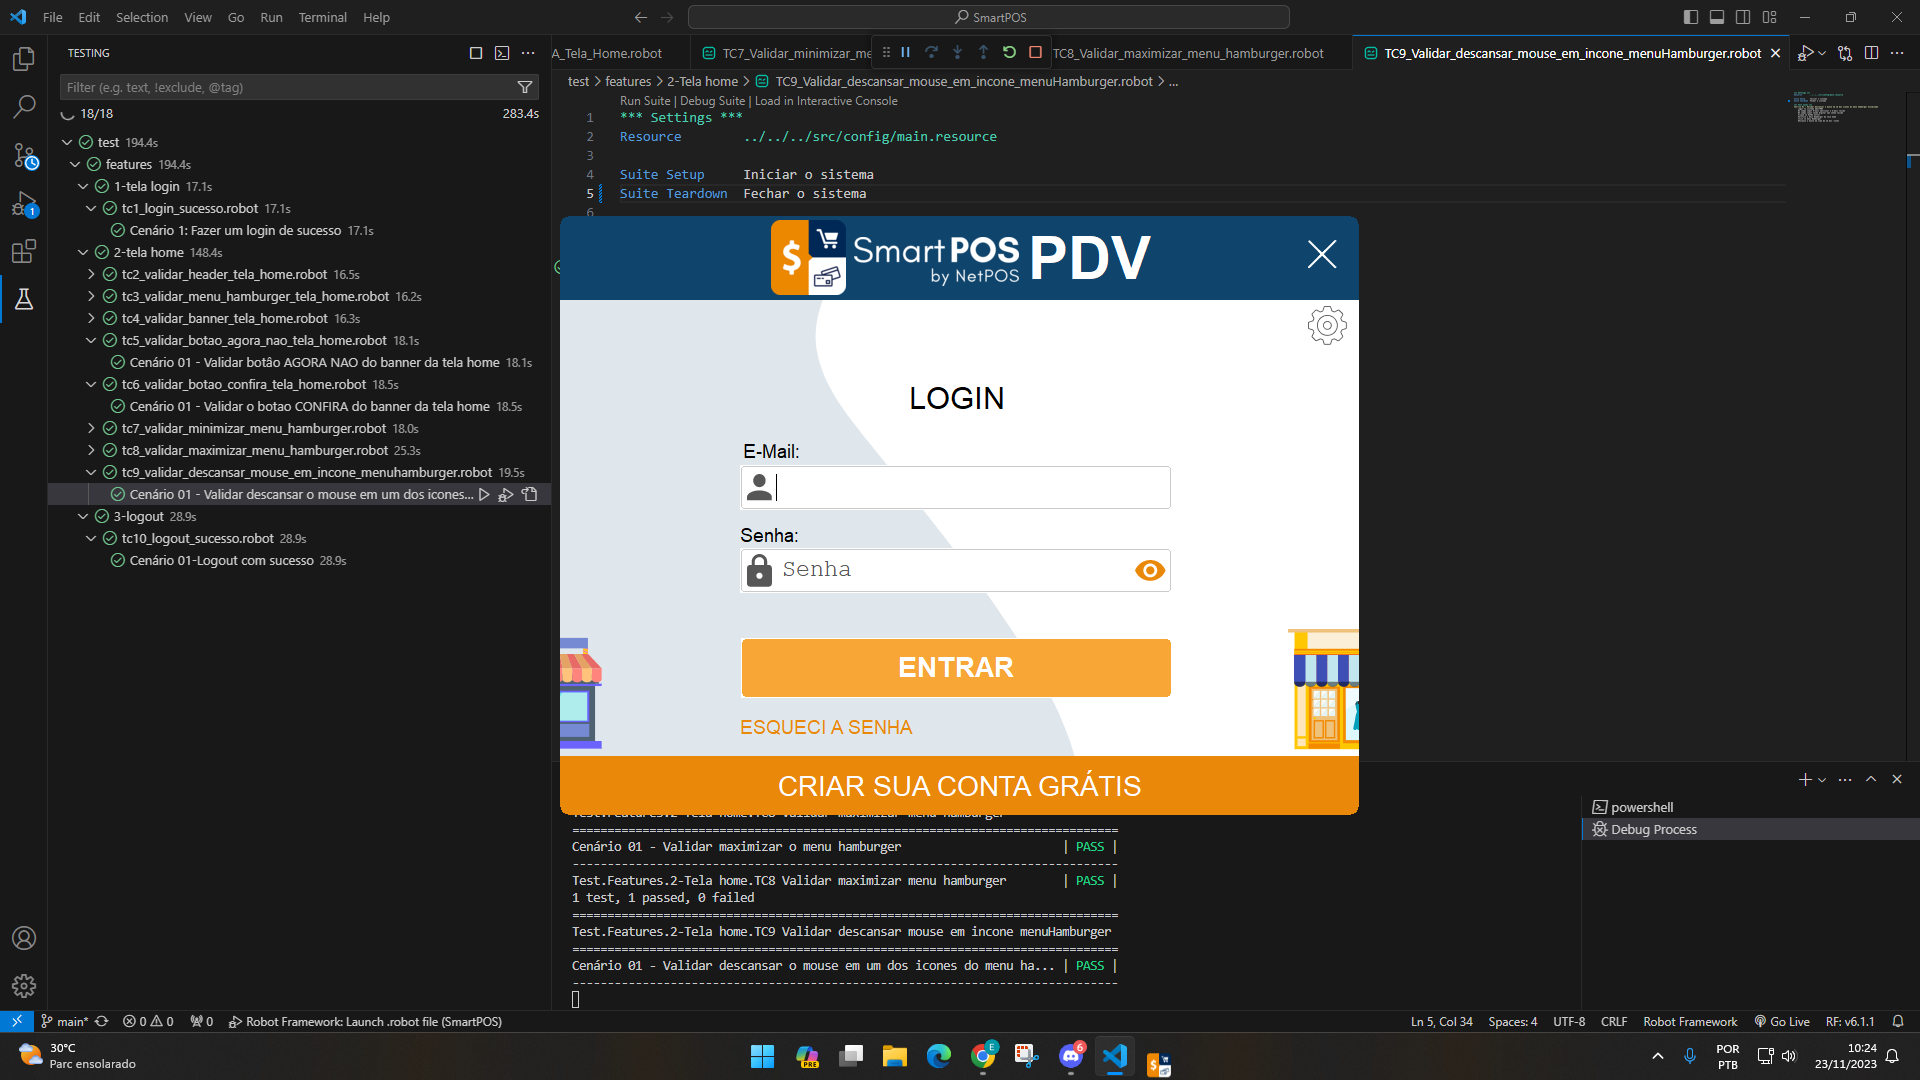 File Edit Selection View Go Run Terminal Help
SmartPOS
TESTING
Filter (e.g. text, !exclude, @tag)
18/18 283.4s
test 194.4s
features 194.4s
1-tela login 17.1s
tc1_login_sucesso.robot 17.1s
Cenário 1: Fazer um login de sucesso 17.1s
2-tela home 148.4s
tc2_validar_header_tela_home.robot 16.5s
tc3_validar_menu_hamburger_tela_home.robot 16.2s
tc4_validar_banner_tela_home.robot 16.3s
tc5_validar_botao_agora_nao_tela_home.robot 18.1s
Cenário 01 - Validar botâo AGORA NAO do banner da tela home 18.1s
tc6_validar_botao_confira_tela_home.robot 18.5s
Cenário 01 - Validar o botao CONFIRA do banner da tela home 18.5s
tc7_validar_minimizar_menu_hamburger.robot 18.0s
tc8_validar_maximizar_menu_hamburger.robot 25.3s
tc9_validar_descansar_mouse_em_incone_menuhamburger.robot 19.5s
Cenário 01 - Validar descansar o mouse em um dos icones...
3-logout 28.9s
tc10_logout_sucesso.robot 28.9s
Cenário 01-Logout com sucesso 28.9s
A_Tela_Home.robot TC7_Validar_minimizar_me TC8_Validar_maximizar_menu_hamburger.robot TC9_Validar_descansar_mouse_em_incone_menuHamburger.robot
test > features > 2-Tela home > TC9_Validar_descansar_mouse_em_incone_menuHamburger.robot > ...
Run Suite | Debug Suite | Load in Interactive Console
1 *** Settings ***
2 Resource ../../../src/config/main.resource
3
4 Suite Setup Iniciar o sistema
5 Suite Teardown Fechar o sistema
6
$ SmartPOS PDV
by NetPOS
LOGIN
E-Mail:
Senha:
Senha
ENTRAR
ESQUECI A SENHA
CRIAR SUA CONTA GRÁTIS
Test.Features.2-Tela home.TC8 Validar maximizar menu hamburger
==============================================================================
Cenário 01 - Validar maximizar o menu hamburger | PASS |
------------------------------------------------------------------------------
Test.Features.2-Tela home.TC8 Validar maximizar menu hamburger | PASS |
1 test, 1 passed, 0 failed
==============================================================================
Test.Features.2-Tela home.TC9 Validar descansar mouse em incone menuHamburger
==============================================================================
Cenário 01 - Validar descansar o mouse em um dos icones do menu ha... | PASS |
------------------------------------------------------------------------------
powershell
Debug Process
1
main* 0 0 0 Robot Framework: Launch .robot file (SmartPOS) Ln 5, Col 34 Spaces: 4 UTF-8 CRLF Robot Framework Go Live RF: v6.1.1
30°C
Parc ensolarado
PRE
E
6
$
POR
PTB
10:24
23/11/2023